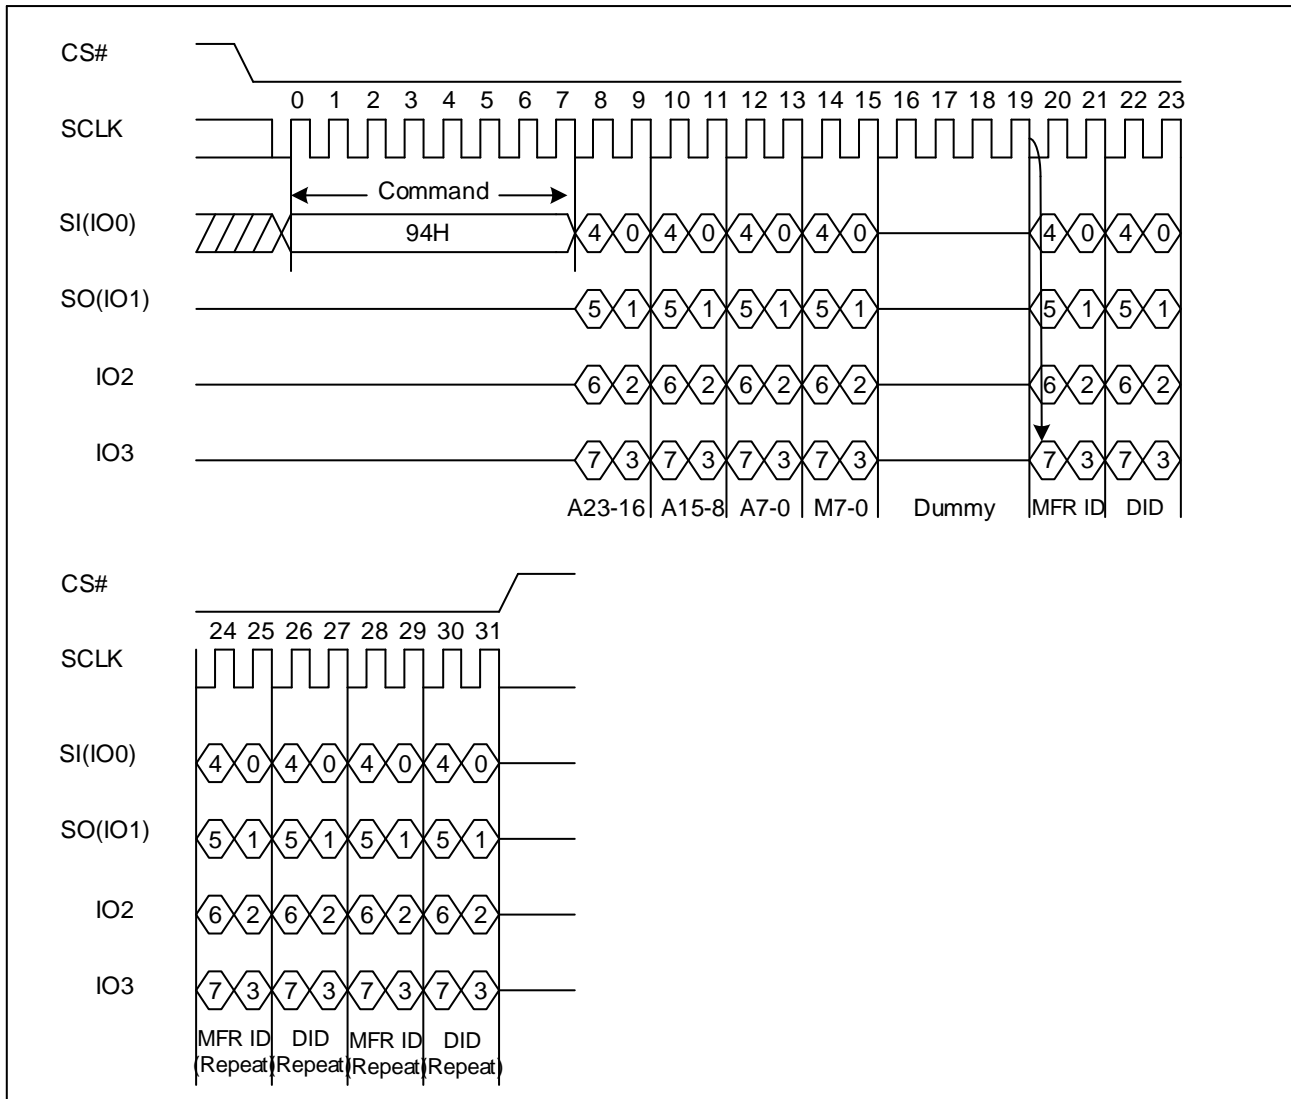 CS#
0 1 2 3 4 5 6 7 8 9 10 11 12 13 14 15 16 17 18 19 20 21 22 23
SCLK
Command
SI(IO0)
94H 4 0 4 0 4 0 4 0 4 0 4 0
SO(IO1)
5 1 5 1 5 1 5 1 5 1 5 1
IO2
6 2 6 2 6 2 6 2 6 2 6 2
IO3
7 3 7 3 7 3 7 3 7 3 7 3
A23-16 A15-8 A7-0 M7-0 Dummy MFR ID DID
CS#
24 25 26 27 28 29 30 31
SCLK
SI(IO0)
4 0 4 0 4 0 4 0
SO(IO1)
5 1 5 1 5 1 5 1
IO2
6 2 6 2 6 2 6 2
IO3
7 3 7 3 7 3 7 3
MFR ID DID MFR ID DID
(Repeat) (Repeat) (Repeat) (Repeat)